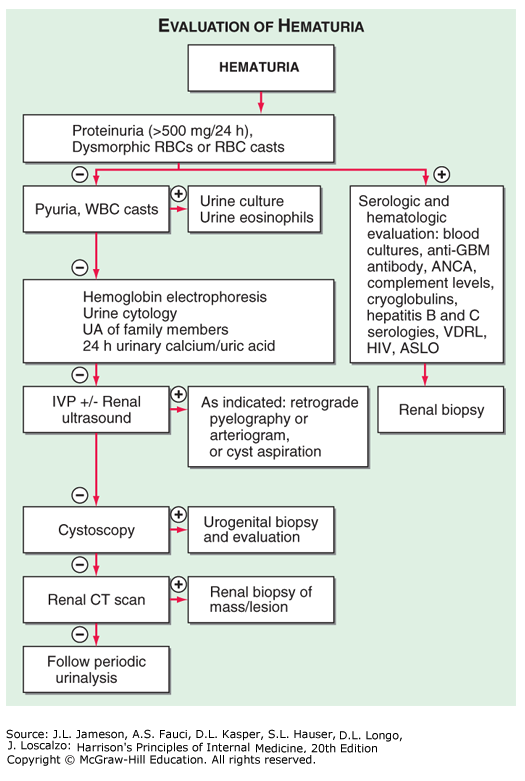 EVALUATION OF HEMATURIA
HEMATURIA
Proteinuria (>500 mg/24 h),
Dysmorphic RBCs or RBC casts
−
+
Pyuria, WBC casts
+
Urine culture
Urine eosinophils
Serologic and
hematologic
evaluation: blood
cultures, anti-GBM
antibody, ANCA,
complement levels,
cryoglobulins,
hepatitis B and C
serologies, VDRL,
HIV, ASLO
−
Hemoglobin electrophoresis
Urine cytology
UA of family members
24 h urinary calcium/uric acid
−
IVP +/- Renal
ultrasound
+
As indicated: retrograde
pyelography or
arteriogram,
or cyst aspiration
Renal biopsy
−
Cystoscopy
+
Urogenital biopsy
and evaluation
−
Renal CT scan
+
Renal biopsy of
mass/lesion
−
Follow periodic
urinalysis
Source: J.L. Jameson, A.S. Fauci, D.L. Kasper, S.L. Hauser, D.L. Longo,
J. Loscalzo: Harrison's Principles of Internal Medicine, 20th Edition
Copyright © McGraw-Hill Education. All rights reserved.